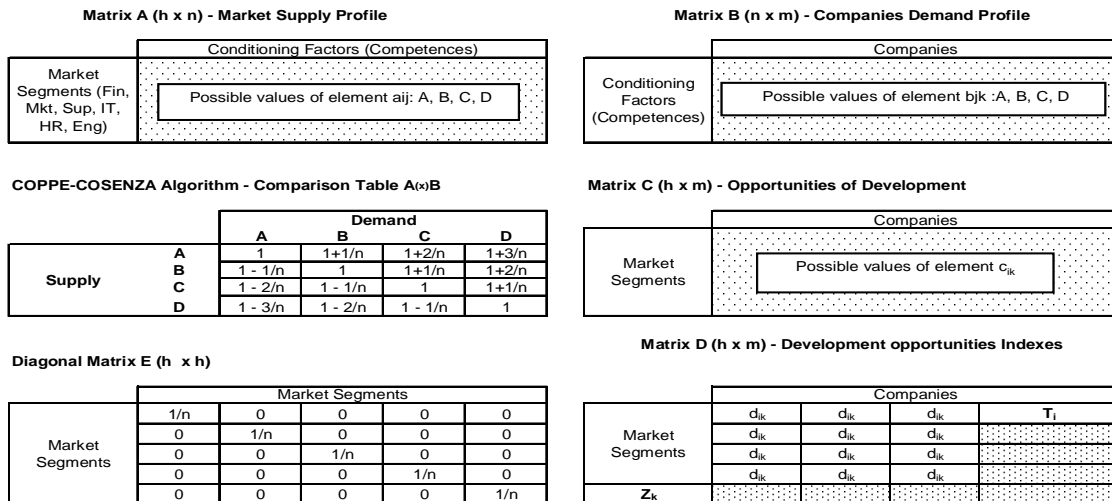 Matrix A (h x n) - Market Supply Profile
Conditioning Factors (Competences)
Market
Segments (Fin,
Mkt, Sup, IT,
HR, Eng)
Possible values of element aij: A, B, C, D
Matrix B (n x m) - Companies Demand Profile
Companies
Conditioning
Factors
(Competences)
Possible values of element bjk :A, B, C, D
COPPE-COSENZA Algorithm - Comparison Table A(x)B
Demand
A B C D
Supply
A 1 1+1/n 1+2/n 1+3/n
B 1 - 1/n 1 1+1/n 1+2/n
C 1 - 2/n 1 - 1/n 1 1+1/n
D 1 - 3/n 1 - 2/n 1 - 1/n 1
Matrix C (h x m) - Opportunities of Development
Companies
Market
Segments
Possible values of element cik
Diagonal Matrix E (h x h)
Market Segments
Market
Segments
1/n 0 0 0 0
0 1/n 0 0 0
0 0 1/n 0 0
0 0 0 1/n 0
0 0 0 0 1/n
Matrix D (h x m) - Development opportunities Indexes
Companies
Market
Segments
dik dik dik Ti
dik dik dik
dik dik dik
dik dik dik
Zk